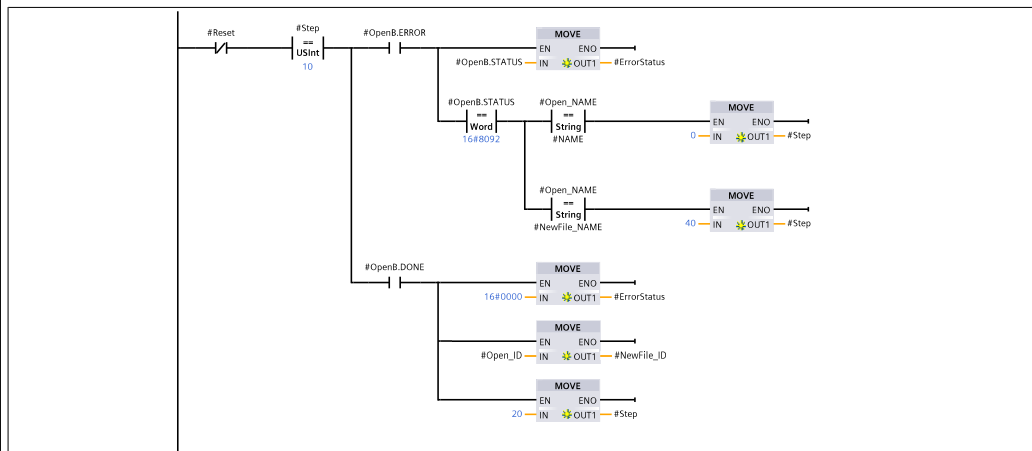 #Reset
#Step
==
USInt
10
#OpenB.ERROR
MOVE
EN ENO
#OpenB.STATUS IN OUT1 #ErrorStatus
#OpenB.STATUS
==
Word
16#8092
#Open_NAME
==
String
#NAME
MOVE
EN ENO
0 IN OUT1 #Step
#Open_NAME
==
String
#NewFile_NAME
MOVE
EN ENO
40 IN OUT1 #Step
#OpenB.DONE
MOVE
EN ENO
16#0000 IN OUT1 #ErrorStatus
MOVE
EN ENO
#Open_ID IN OUT1 #NewFile_ID
MOVE
EN ENO
20 IN OUT1 #Step